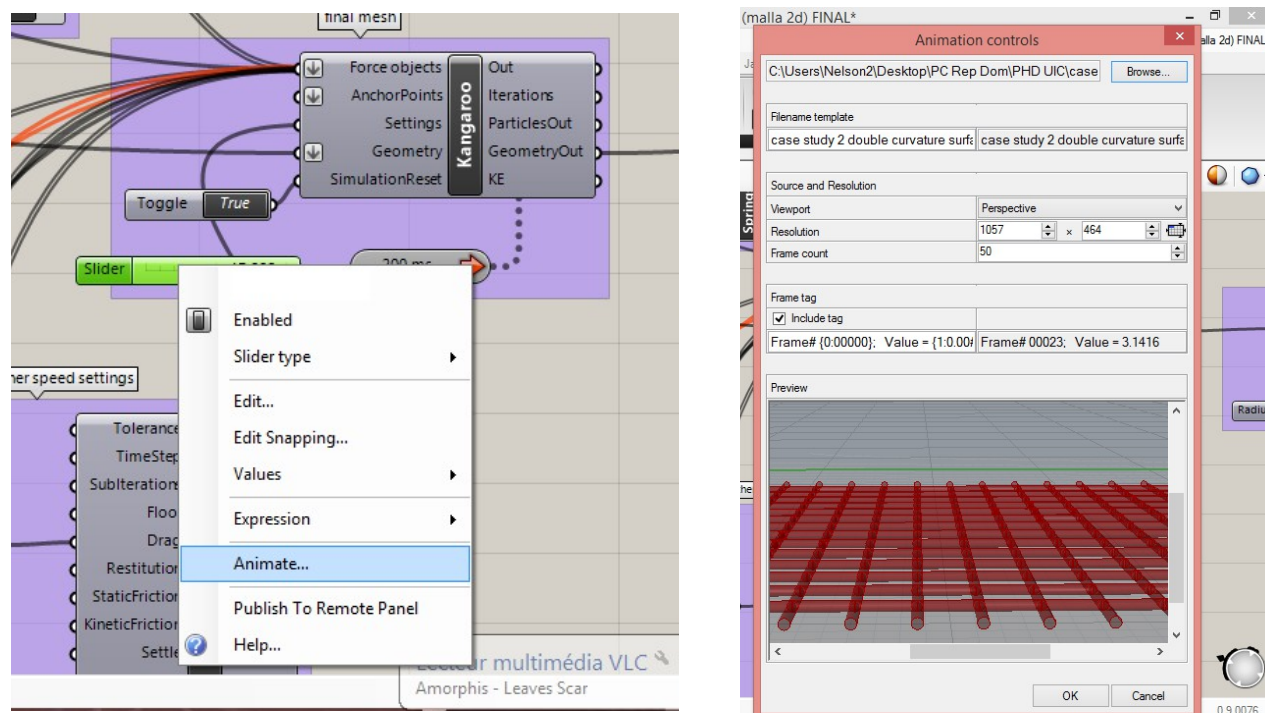 final mesh
Force objects Out
AnchorPoints Iterations
Settings ParticlesOut
Geometry GeometryOut
SimulationReset KE
Kangaroo
Toggle True
Slider
Enabled
Slider type
Edit...
Edit Snapping...
Values
Expression
Animate...
Publish To Remote Panel
Help...
speed settings
Tolerance
TimeStep
SubIterations
Floo
Drag
Restitution
StaticFriction
KineticFriction
Settle
multimédia VLC
Amorphis - Leaves Scar
(malla 2d) FINAL*
Animation controls
alla 2d) FINAL
C:\Users\Nelson2\Desktop\PC Rep Dom\PHD UIC\case Browse...
Filename template
case study 2 double curvature surfa case study 2 double curvature surfa
Source and Resolution
Viewport Perspective
Resolution 1057 x 464
Frame count 50
Frame tag
Include tag
Frame# {0:00000}; Value = {1:0.00# Frame# 00023; Value = 3.1416
Preview
Spring
Radiu
OK Cancel
0.9.0076